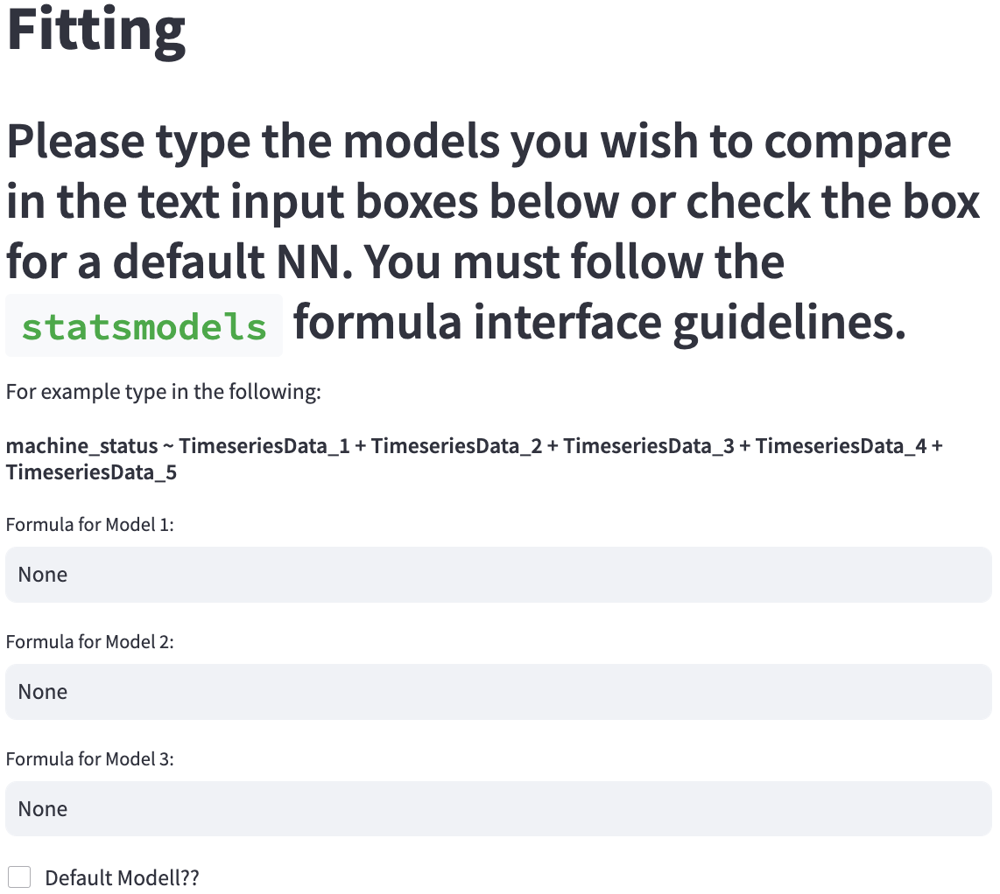 Fitting
Please type the models you wish to compare
in the text input boxes below or check the box
for a default NN. You must follow the
statsmodels formula interface guidelines.
For example type in the following:
machine_status ~ TimeseriesData_1 + TimeseriesData_2 + TimeseriesData_3 + TimeseriesData_4 +
TimeseriesData_5
Formula for Model 1:
None
Formula for Model 2:
None
Formula for Model 3:
None
Default Modell??